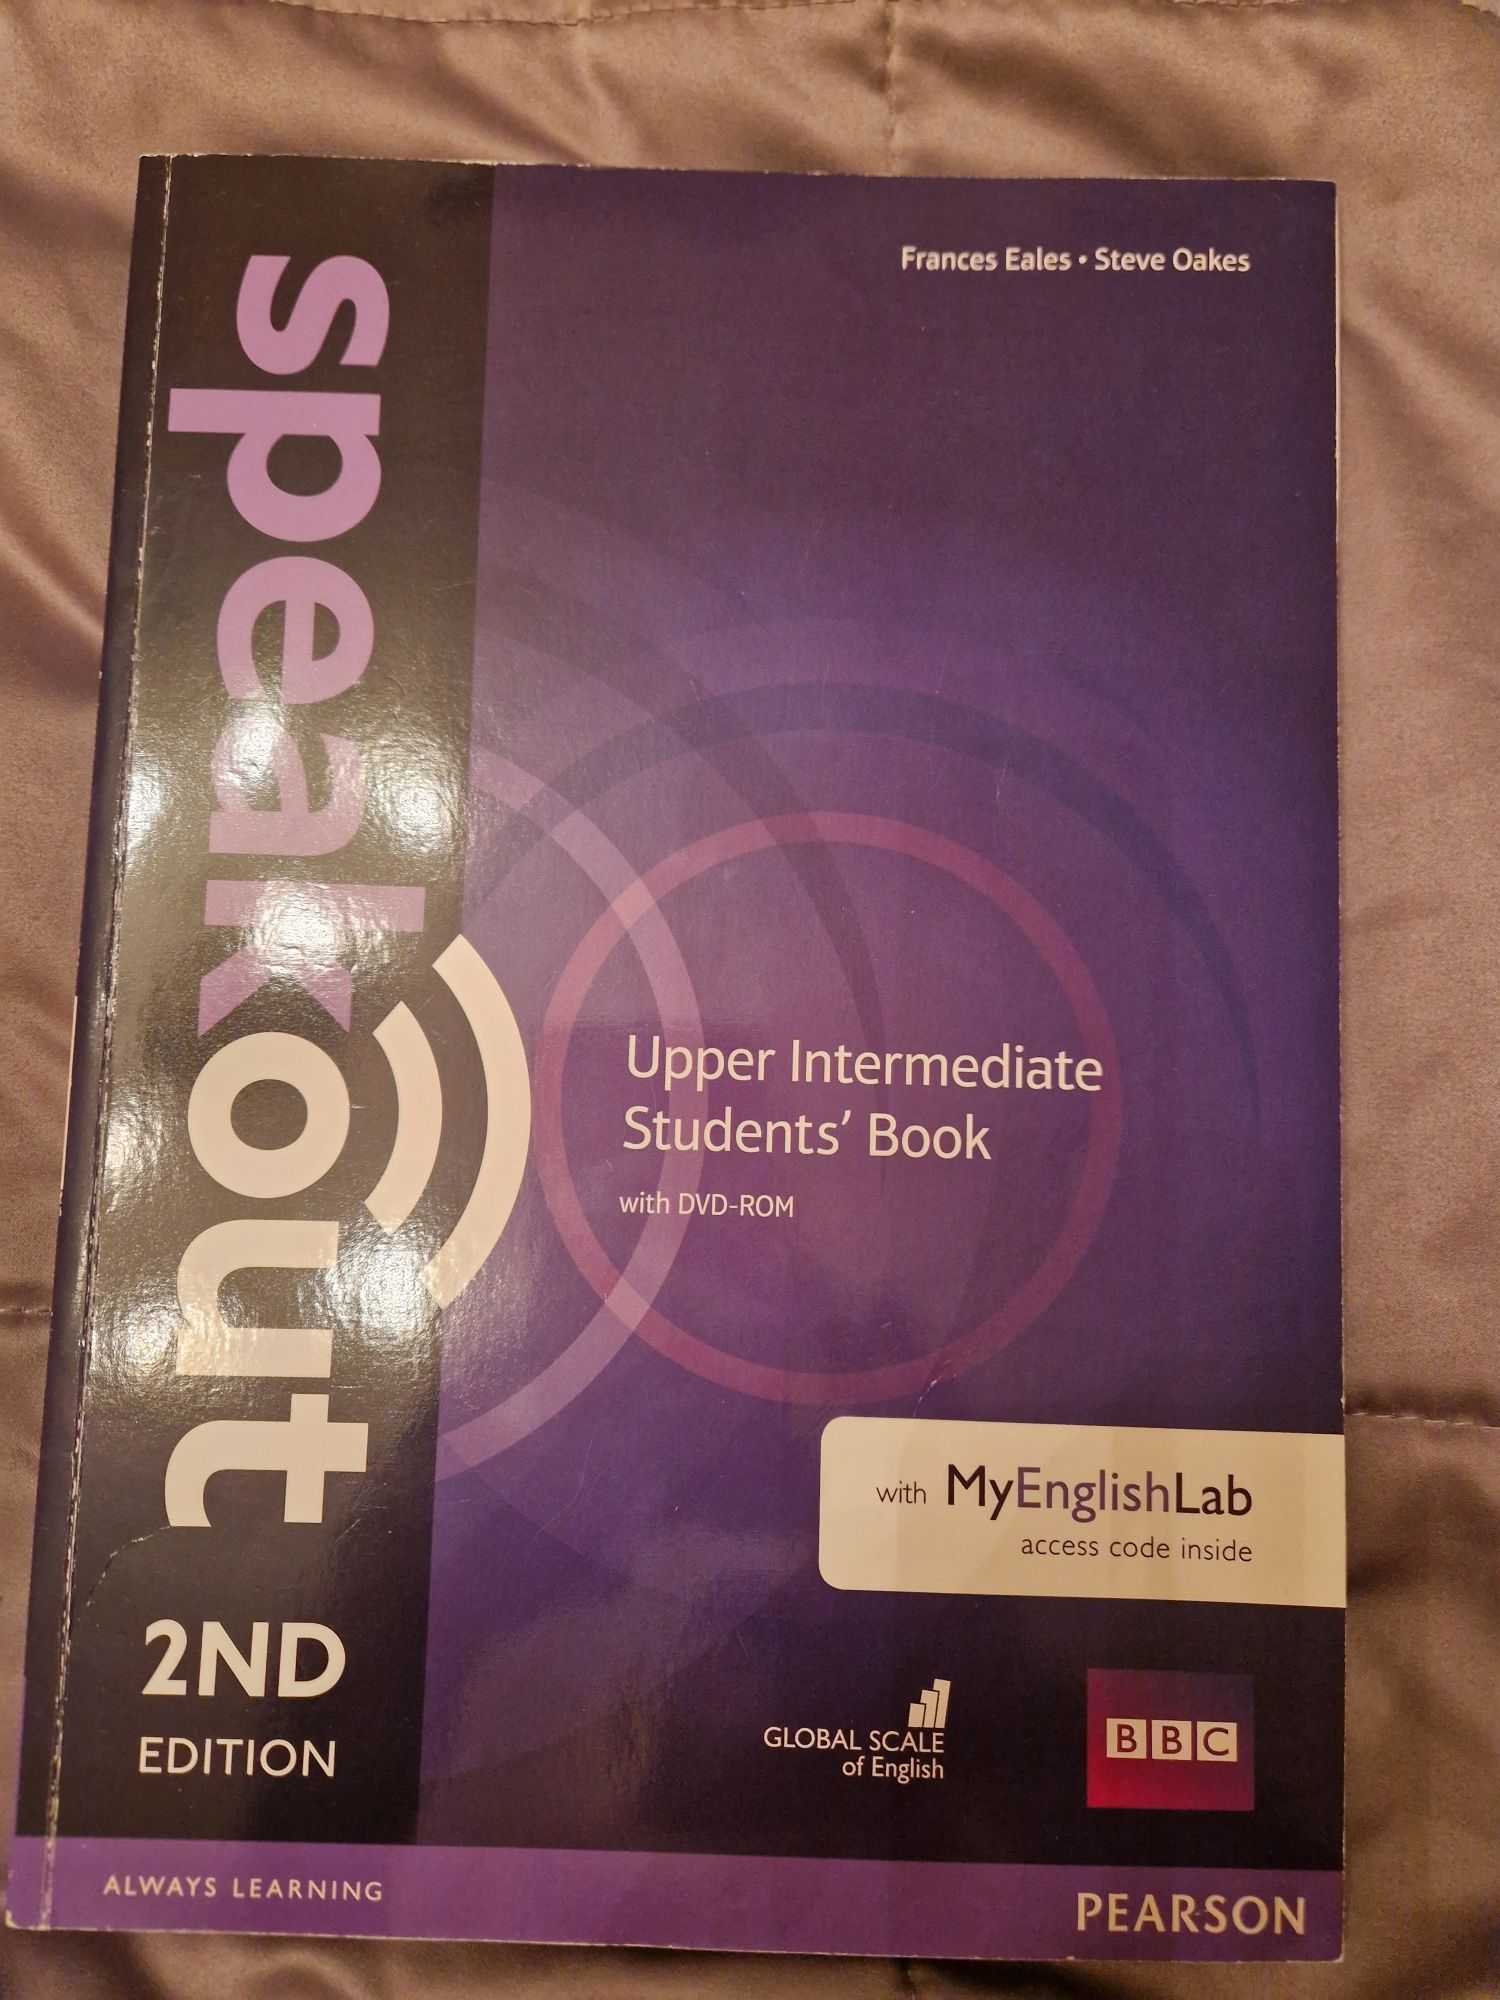 Frances Eales • Steve Oakes
speakout
Upper Intermediate
Students' Book
with DVD-ROM
with MyEnglishLab
access code inside
2ND
EDITION
GLOBAL SCALE
of English
BBC
ALWAYS LEARNING
PEARSON